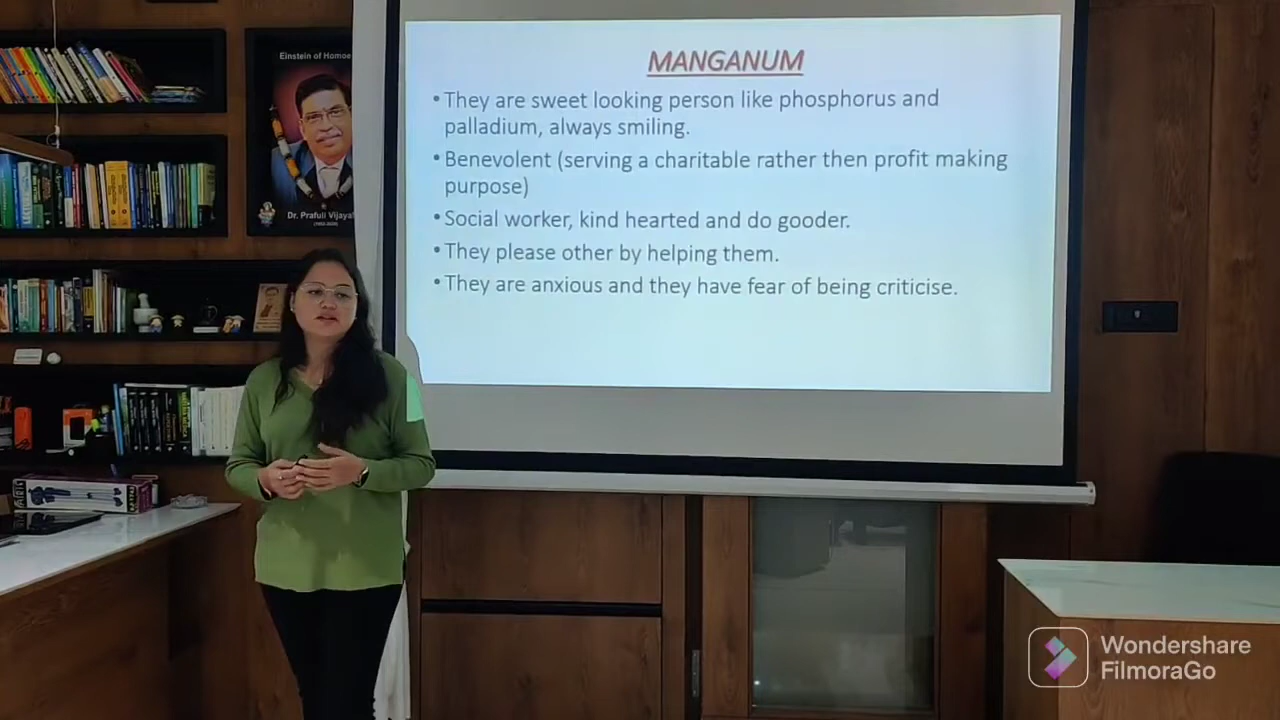 MANGANUM
• They are sweet looking person like phosphorus and
palladium, always smiling.
• Benevolent (serving a charitable rather then profit making
purpose)
• Social worker, kind hearted and do gooder.
• They please other by helping them.
• They are anxious and they have fear of being criticise.
Einstein of Homoe
Dr. Prafull Vijaya
Wondershare
FilmoraGo